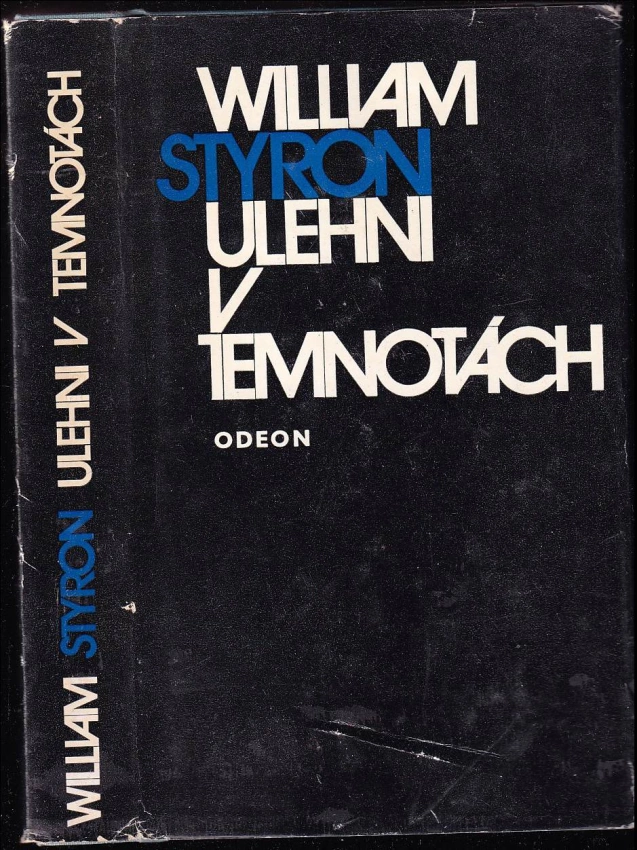 WILLIAM STYRON ULEHNI V TEMNOTÁCH
WILLIAM
STYRON
ULEHNI
V
TEMNOTÁCH
ODEON